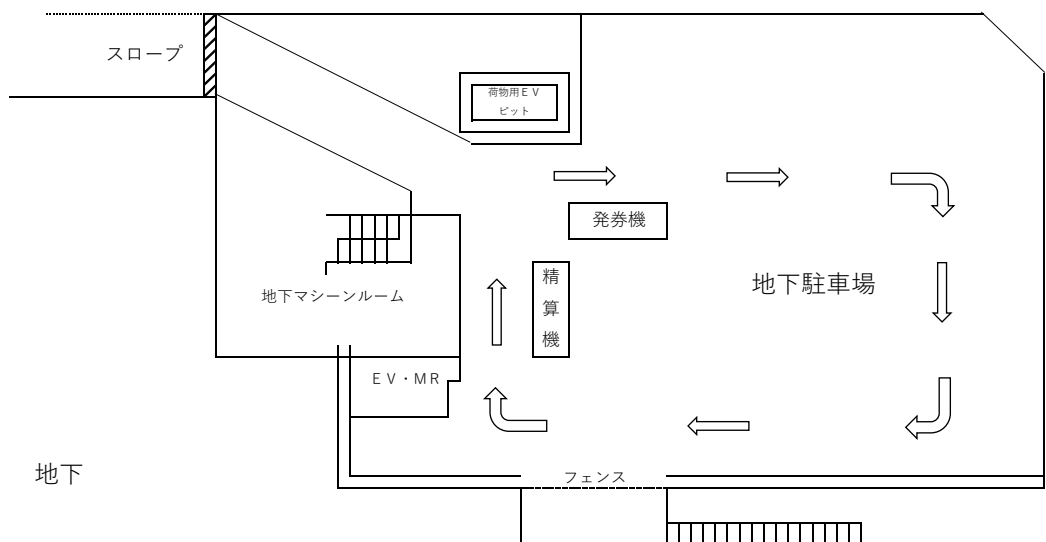 スロープ
荷物用EV
ピット
発券機
精
算
機
地下駐車場
地下マシーンルーム
EV・MR
地下
フェンス